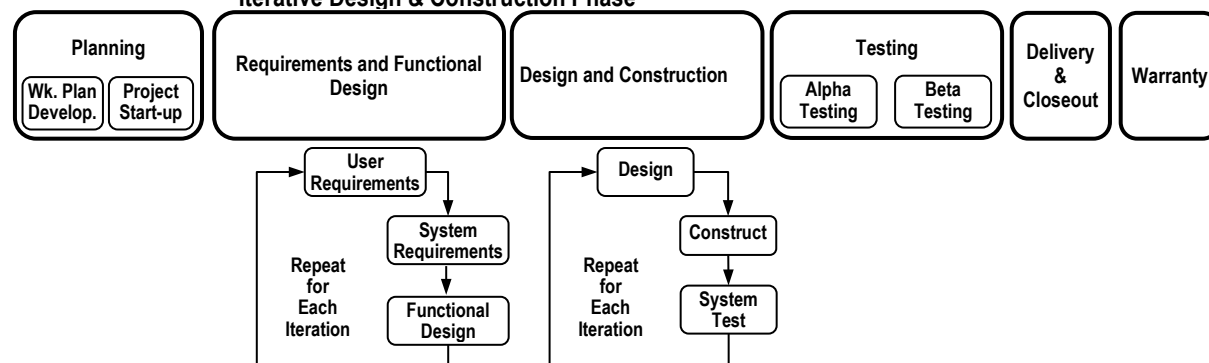 Iterative Design & Construction Phase
Planning
Wk. Plan
Develop.
Project
Start-up
Requirements and Functional
Design
Design and Construction
Testing
Alpha
Testing
Beta
Testing
Delivery
&
Closeout
Warranty
User
Requirements
System
Requirements
Functional
Design
Repeat
for
Each
Iteration
Design
Construct
System
Test
Repeat
for
Each
Iteration